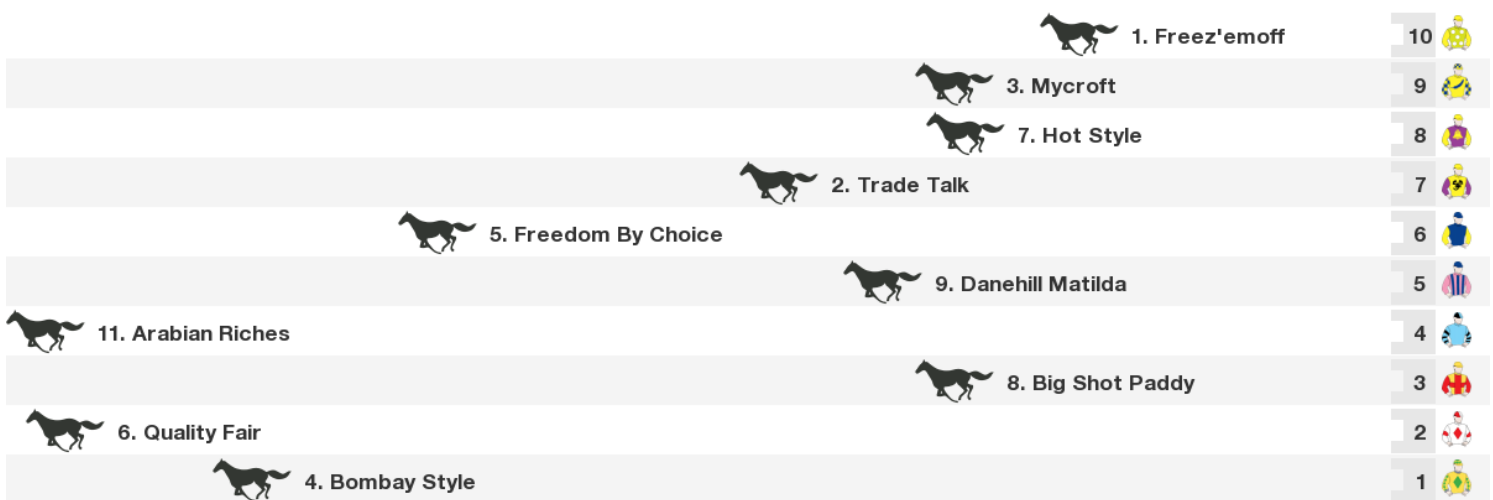 1. Freez'emoff 10
3. Mycroft 9
7. Hot Style 8
2. Trade Talk 7
5. Freedom By Choice 6
9. Danehill Matilda 5
11. Arabian Riches 4
8. Big Shot Paddy 3
6. Quality Fair 2
4. Bombay Style 1